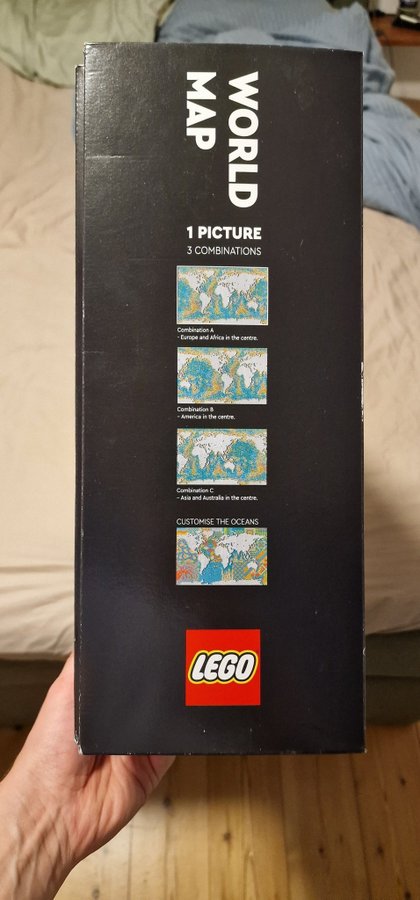 WORLD
MAP
1 PICTURE
3 COMBINATIONS
Combination A
- Europe and Africa in the centre.
Combination B
- America in the centre.
Combination C
- Asia and Australia in the centre.
CUSTOMISE THE OCEANS
LEGO